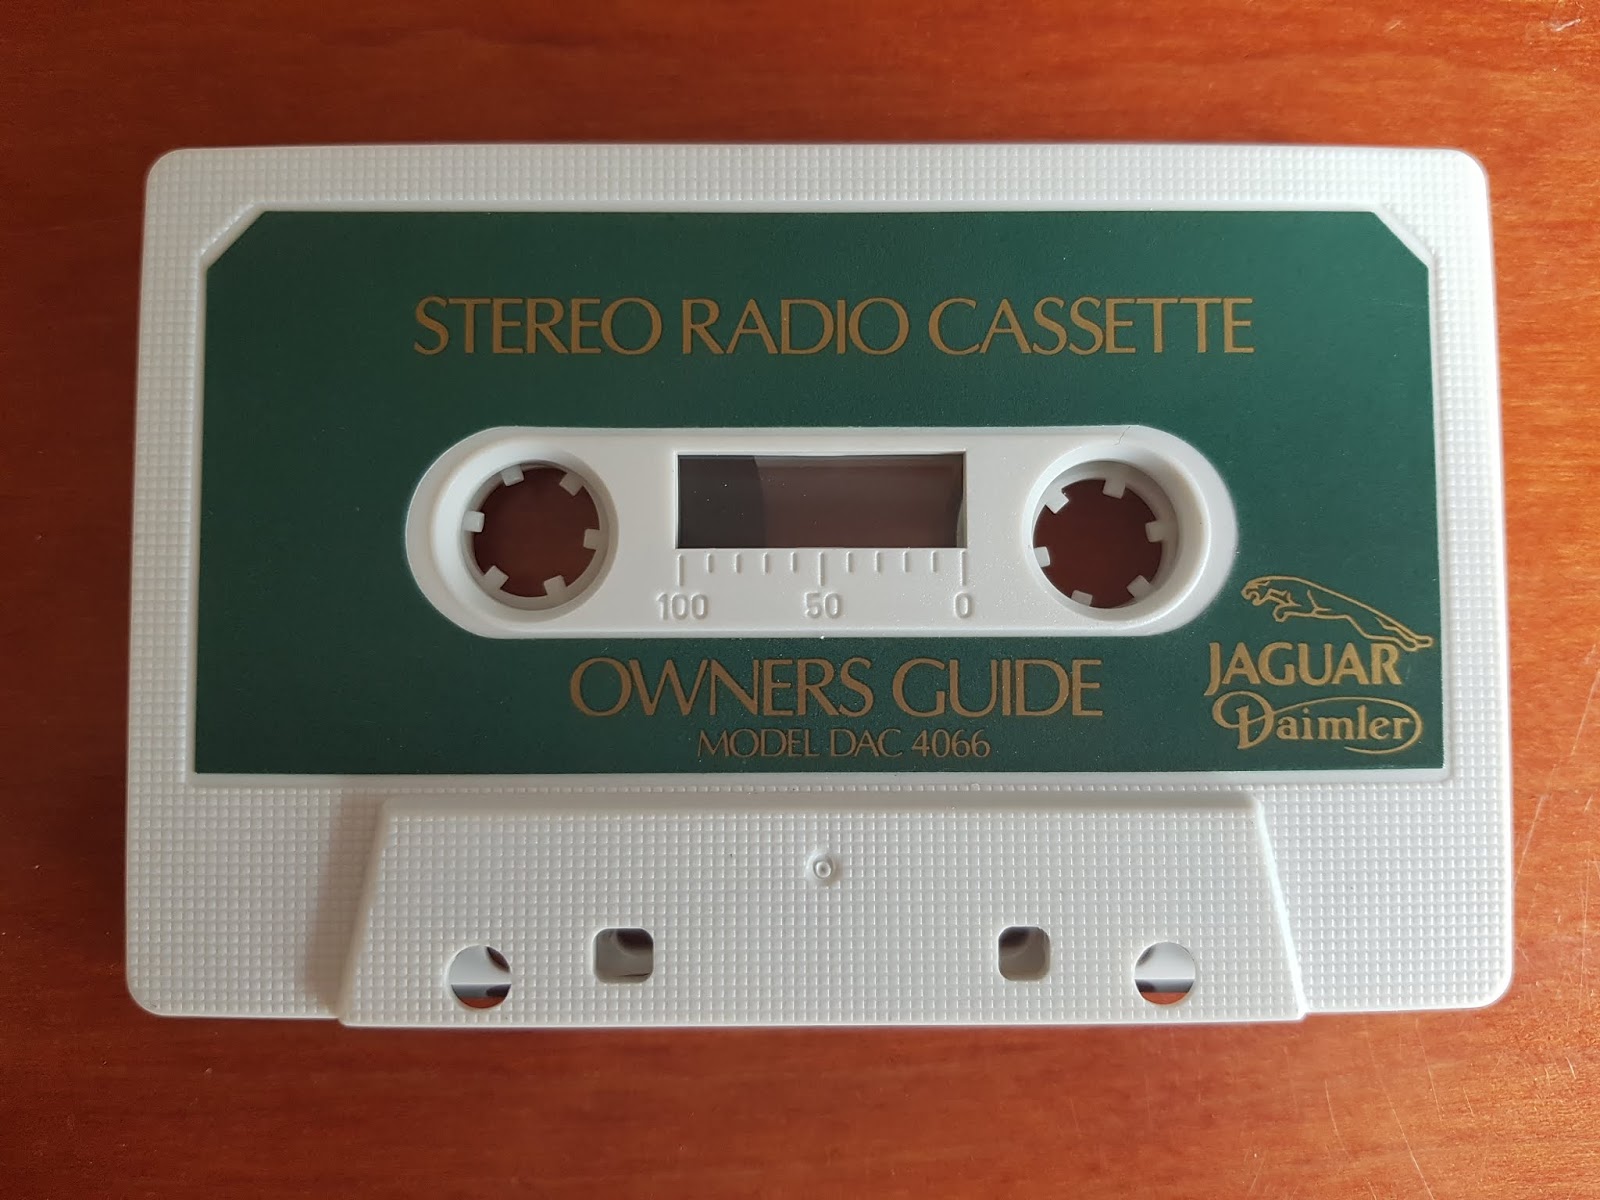 STEREO RADIO CASSETTE
100 50 0
OWNERS GUIDE
MODEL DAC 4066
JAGUAR
Daimler